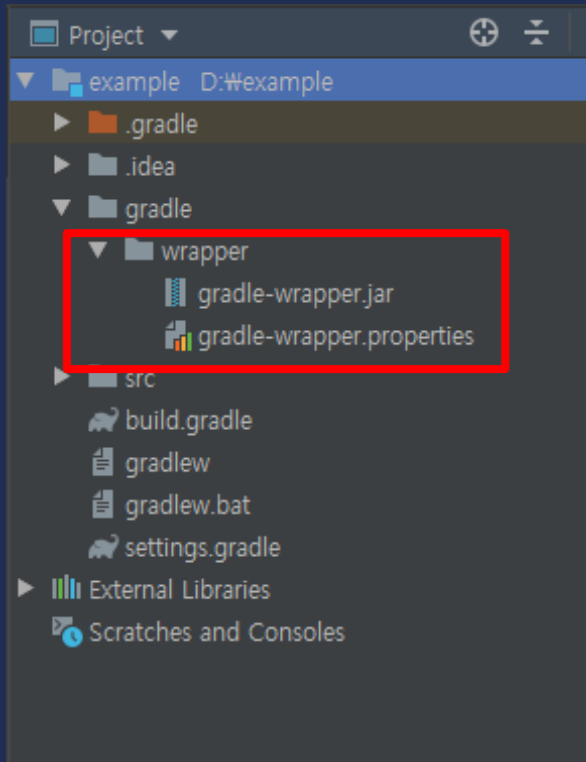 Project
example D:₩example
.gradle
.idea
gradle
wrapper
gradle-wrapper.jar
gradle-wrapper.properties
src
build.gradle
gradlew
gradlew.bat
settings.gradle
External Libraries
Scratches and Consoles